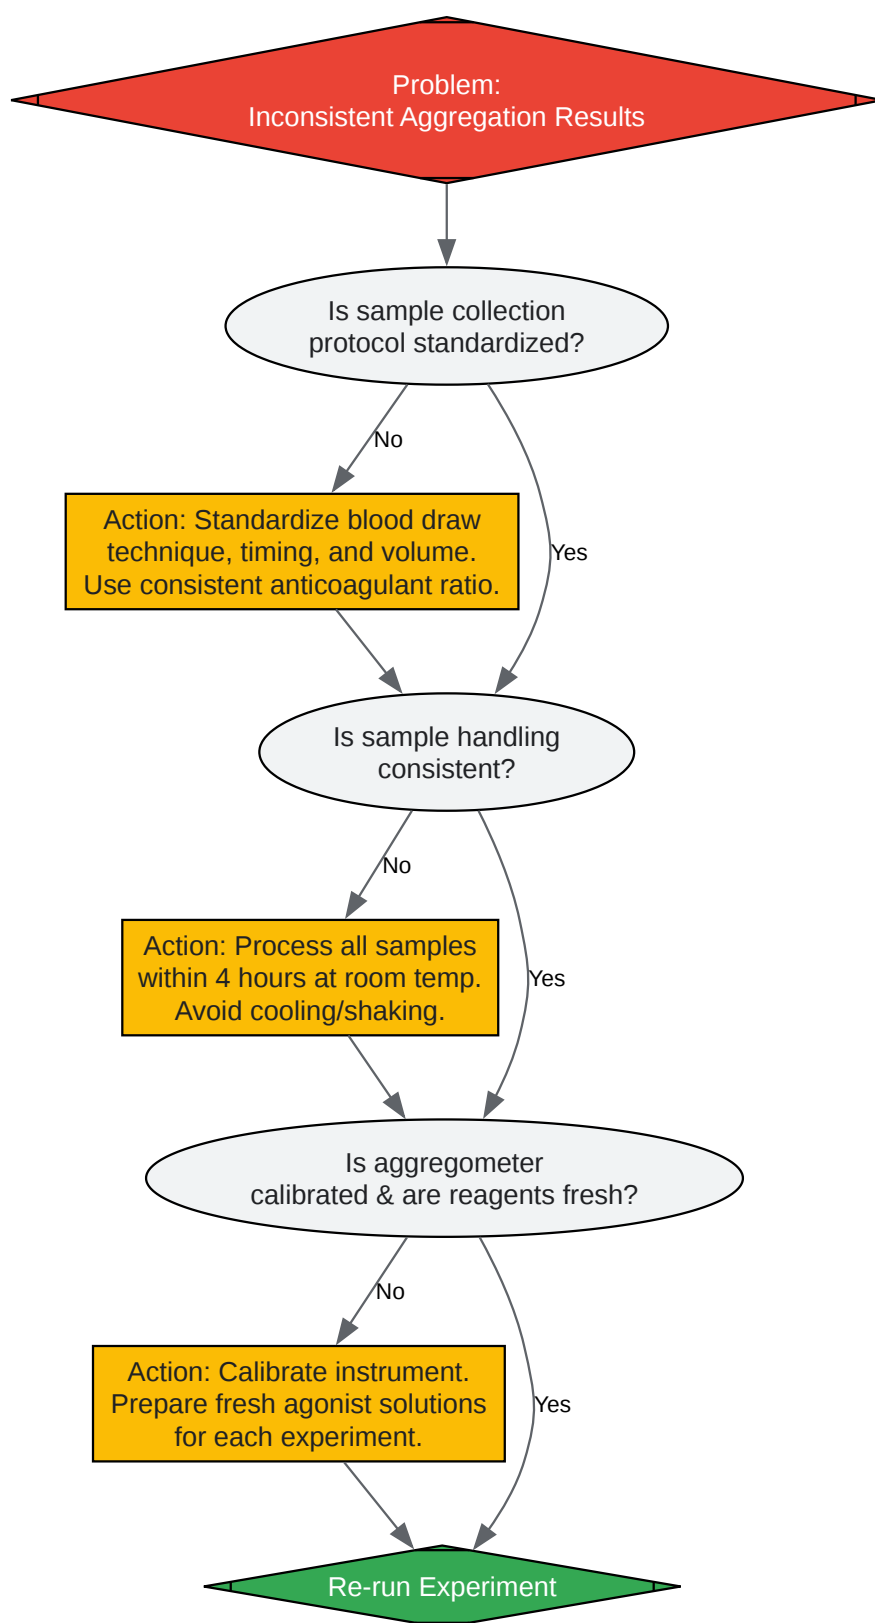 Problem:
Inconsistent Aggregation Results
Is sample collection
protocol standardized?
No
Action: Standardize blood draw
technique, timing, and volume.
Use consistent anticoagulant ratio.
Yes
Is sample handling
consistent?
No
Action: Process all samples
within 4 hours at room temp.
Avoid cooling/shaking.
Yes
Is aggregometer
calibrated & are reagents fresh?
No
Action: Calibrate instrument.
Prepare fresh agonist solutions
for each experiment.
Yes
Re-run Experiment